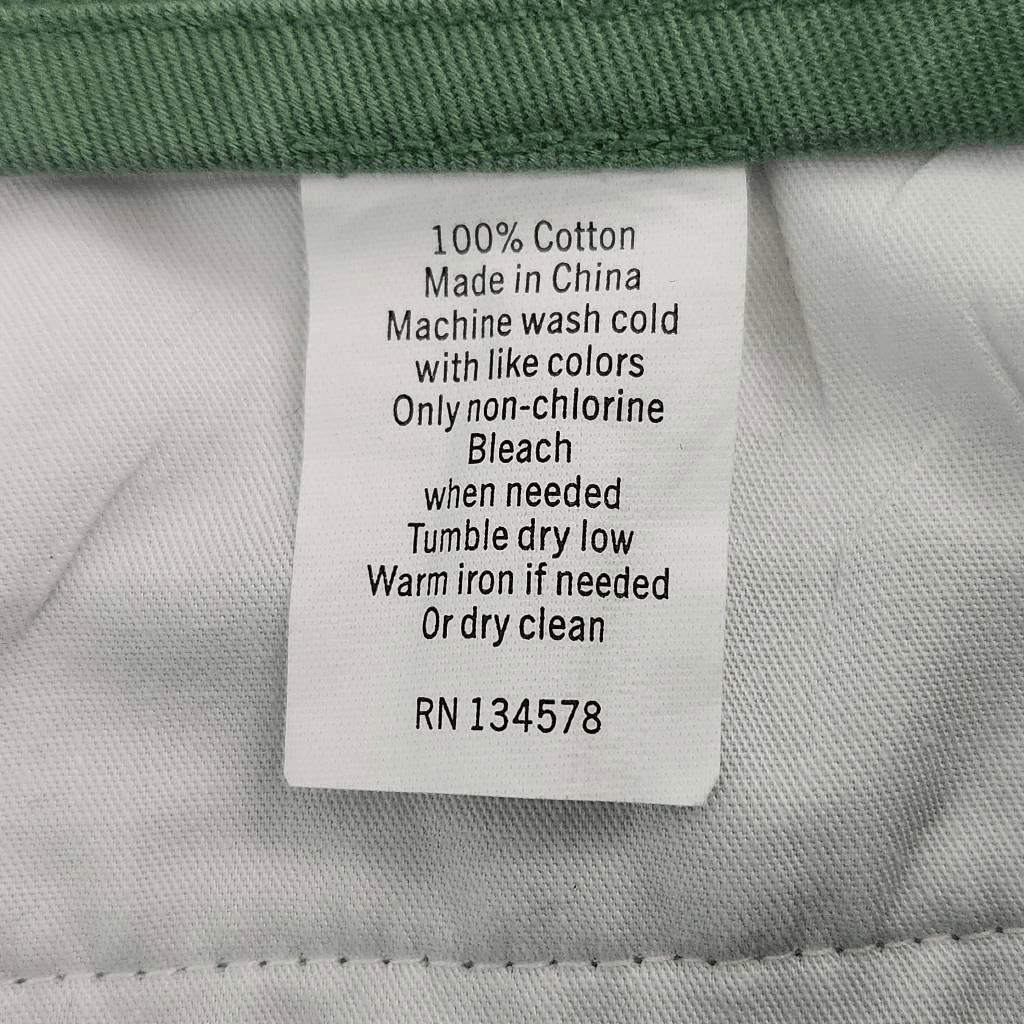 100% Cotton
Made in China
Machine wash cold
with like colors
Only non-chlorine
Bleach
when needed
Tumble dry low
Warm iron if needed
Or dry clean
RN 134578